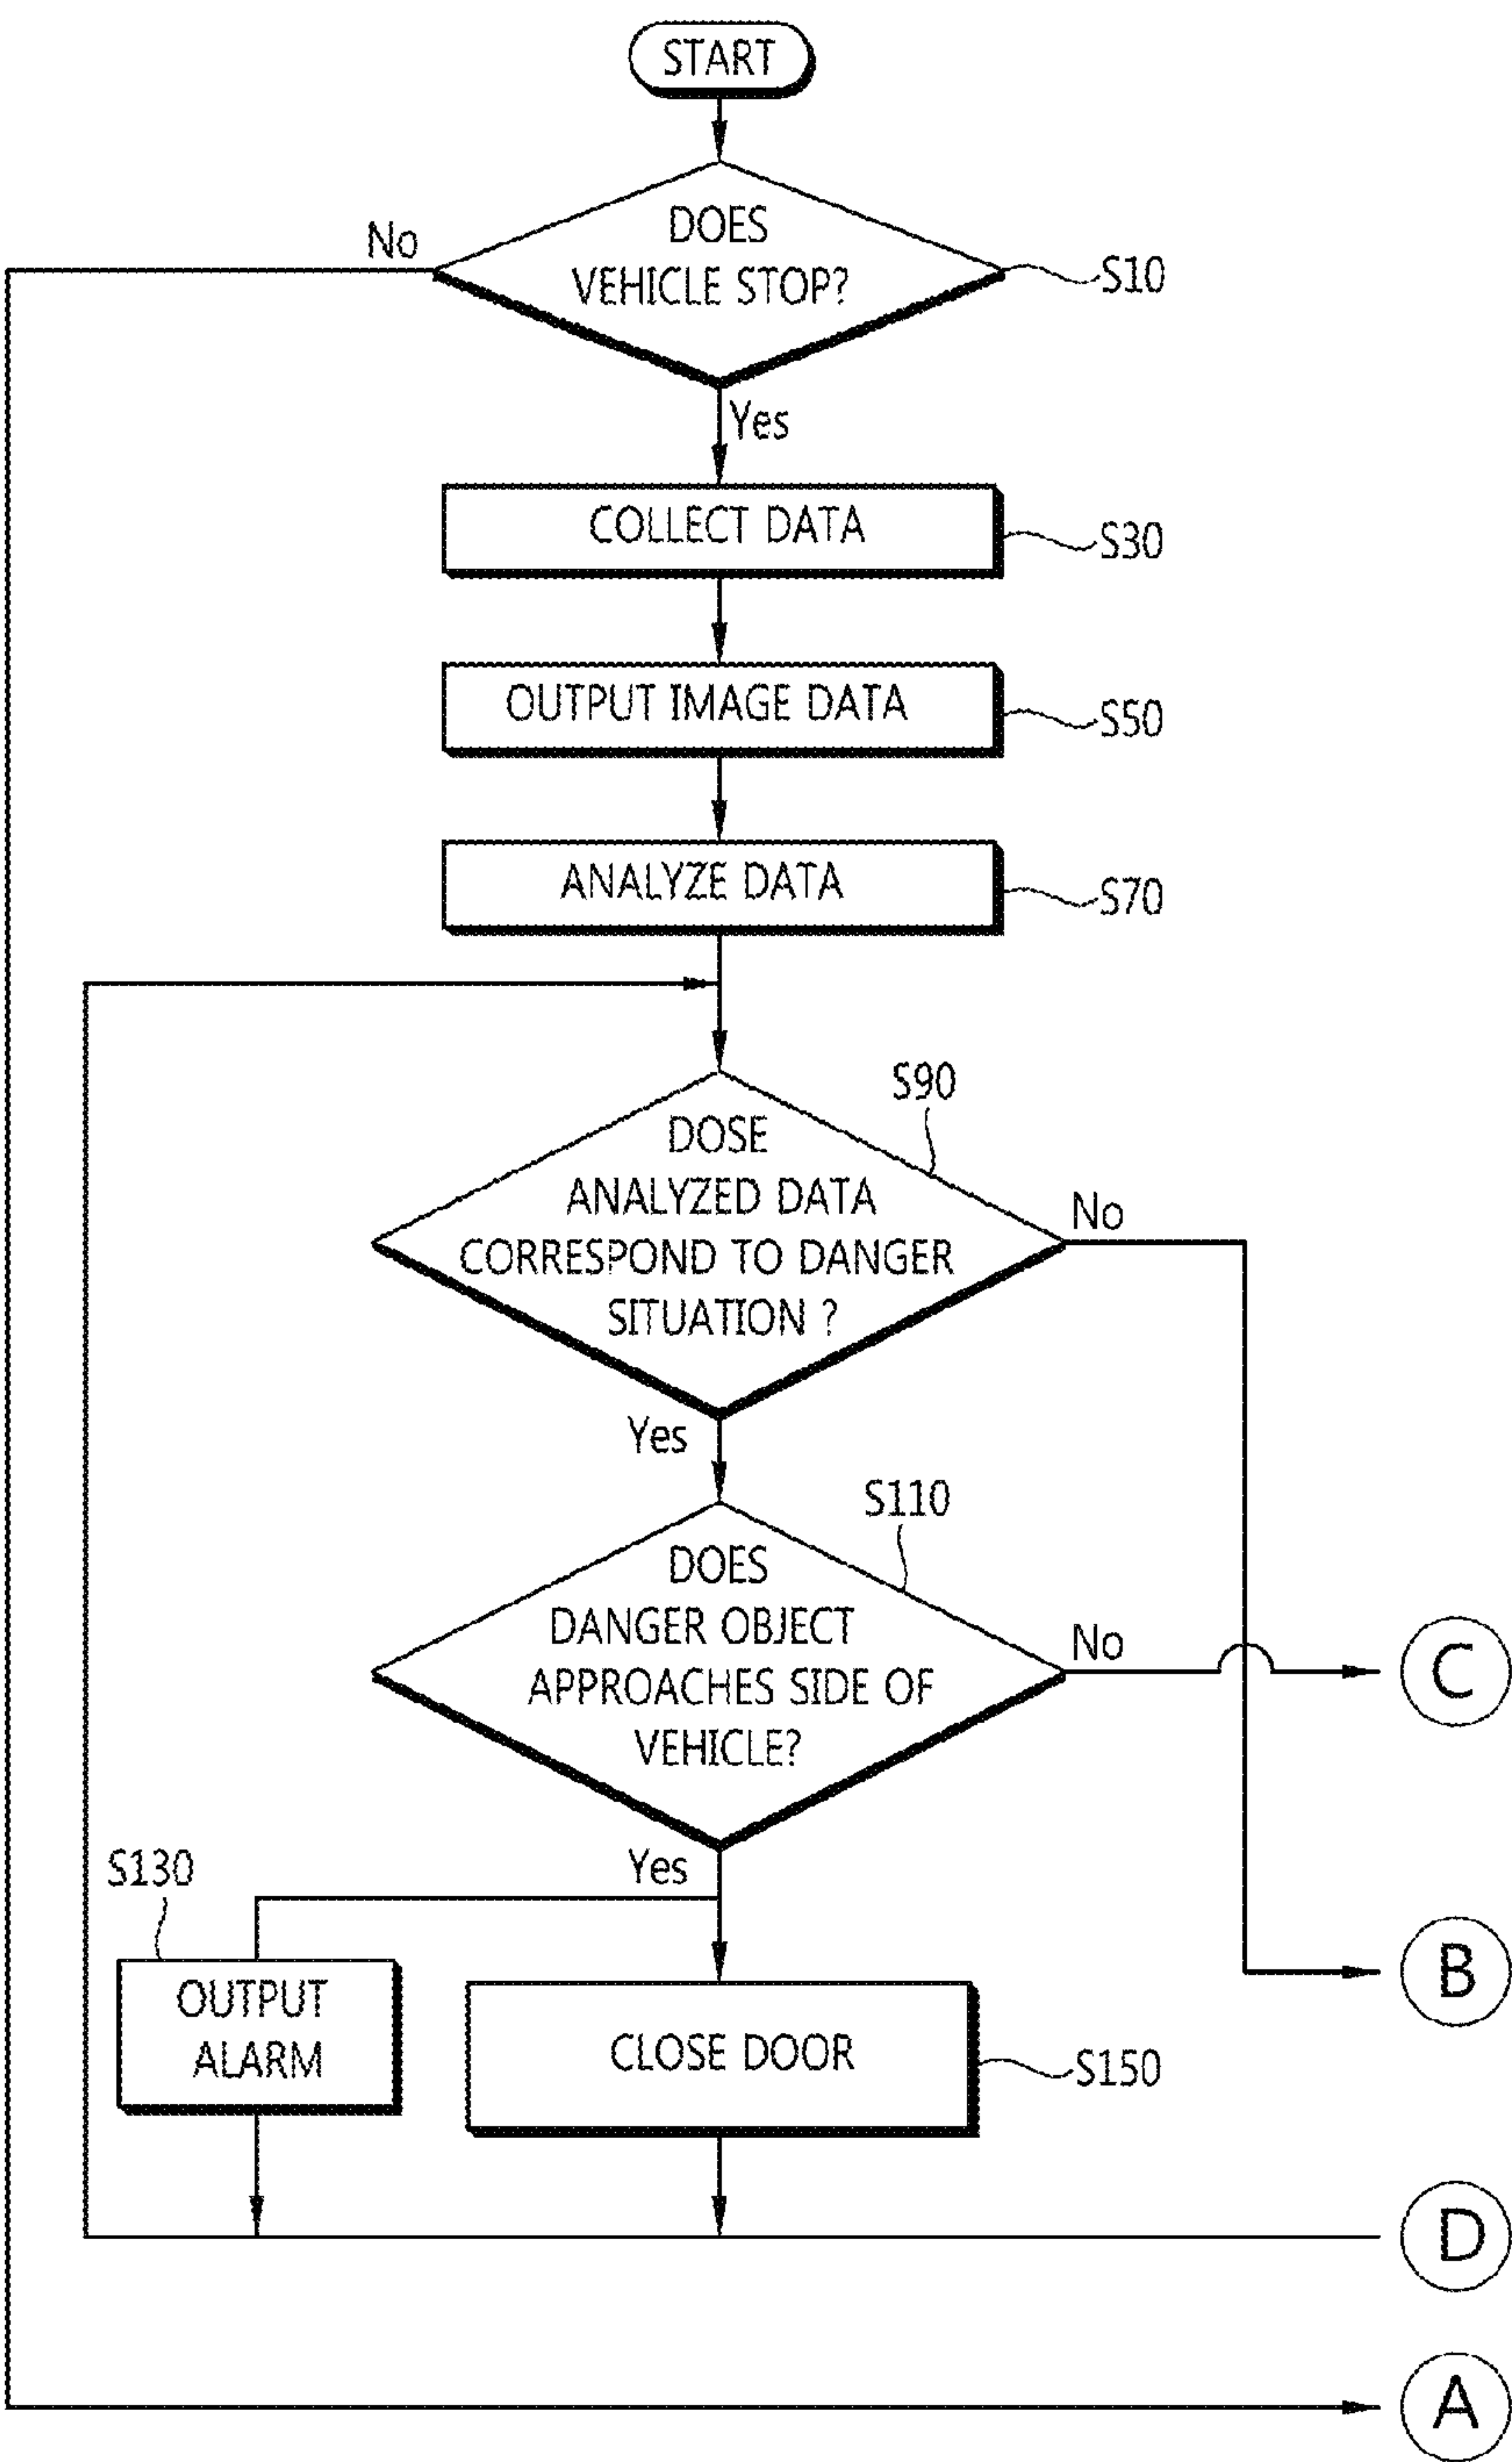 START
DOES
VEHICLE STOP?
No
S10
Yes
COLLECT DATA
S30
OUTPUT IMAGE DATA
S50
ANALYZE DATA
S70
S90
DOSE
ANALYZED DATA
CORRESPOND TO DANGER
SITUATION ?
No
Yes
S110
DOES
DANGER OBJECT
APPROACHES SIDE OF
VEHICLE?
No
C
Yes
S130
OUTPUT
ALARM
CLOSE DOOR
S150
B
D
A